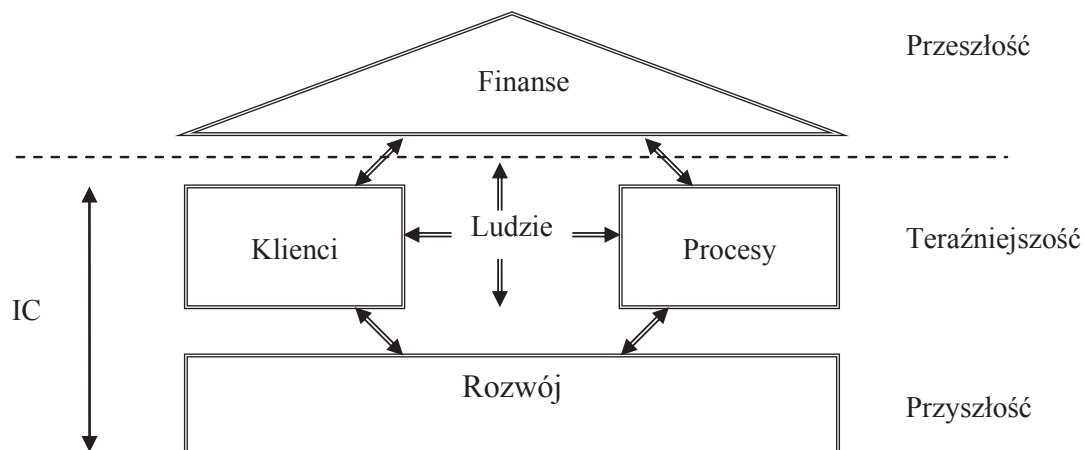 Przeszłość
Finanse
Ludzie
Klienci
Procesy
Teraźniejszość
IC
Rozwój
Przyszłość